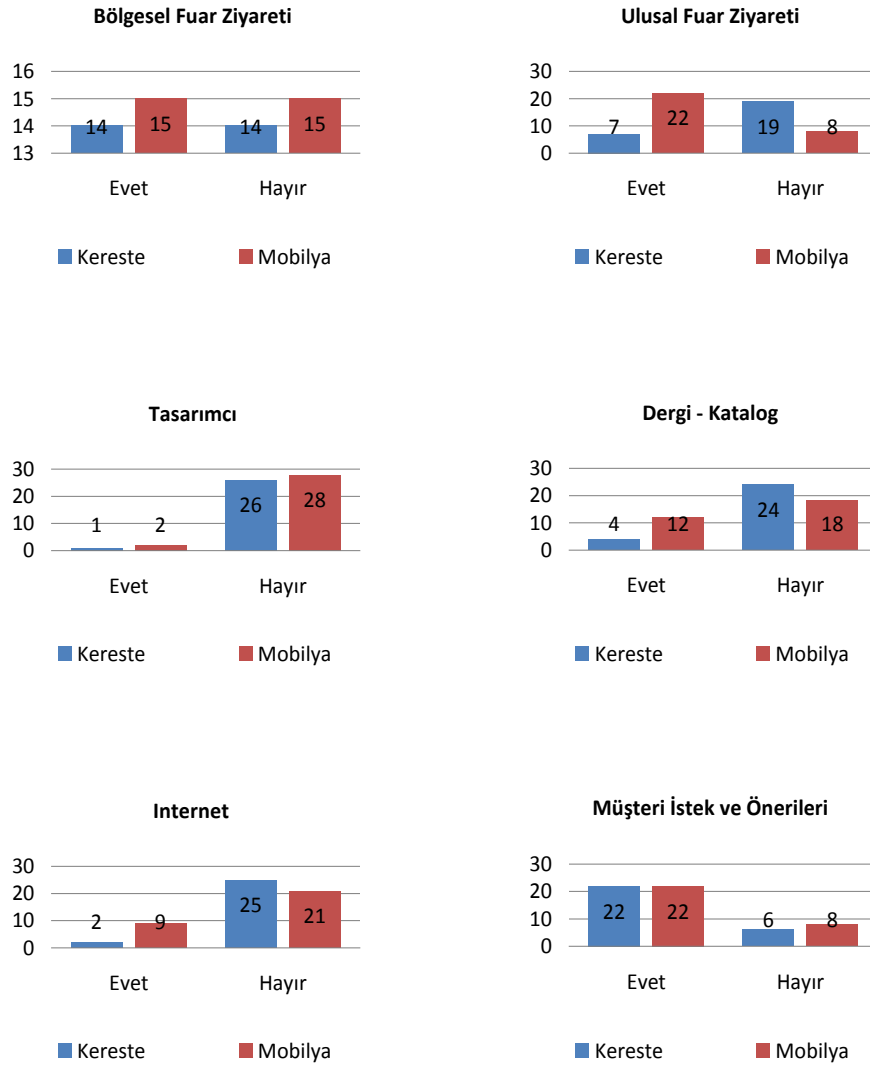 Bölgesel Fuar Ziyareti
16
15
14
13
14
15
14
15
Evet
Hayır
Kereste
Mobilya
Ulusal Fuar Ziyareti
30
20
10
0
7
22
19
8
Evet
Hayır
Kereste
Mobilya
Tasarımcı
30
20
10
0
1
2
26
28
Evet
Hayır
Kereste
Mobilya
Dergi - Katalog
30
20
10
0
4
12
24
18
Evet
Hayır
Kereste
Mobilya
Internet
30
20
10
0
2
9
25
21
Evet
Hayır
Kereste
Mobilya
Müşteri İstek ve Önerileri
30
20
10
0
22
22
6
8
Evet
Hayır
Kereste
Mobilya